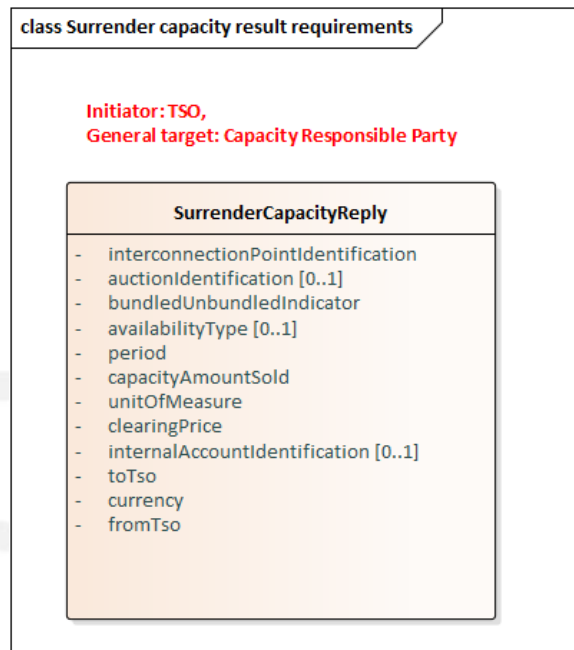 class Surrender capacity result requirements
Initiator: TSO,
General target: Capacity Responsible Party
SurrenderCapacityReply
- interconnectionPointIdentification
- auctionIdentification [0..1]
- bundledUnbundledIndicator
- availabilityType [0..1]
- period
- capacityAmountSold
- unitOfMeasure
- clearingPrice
- internalAccountIdentification [0..1]
- toTso
- currency
- fromTso